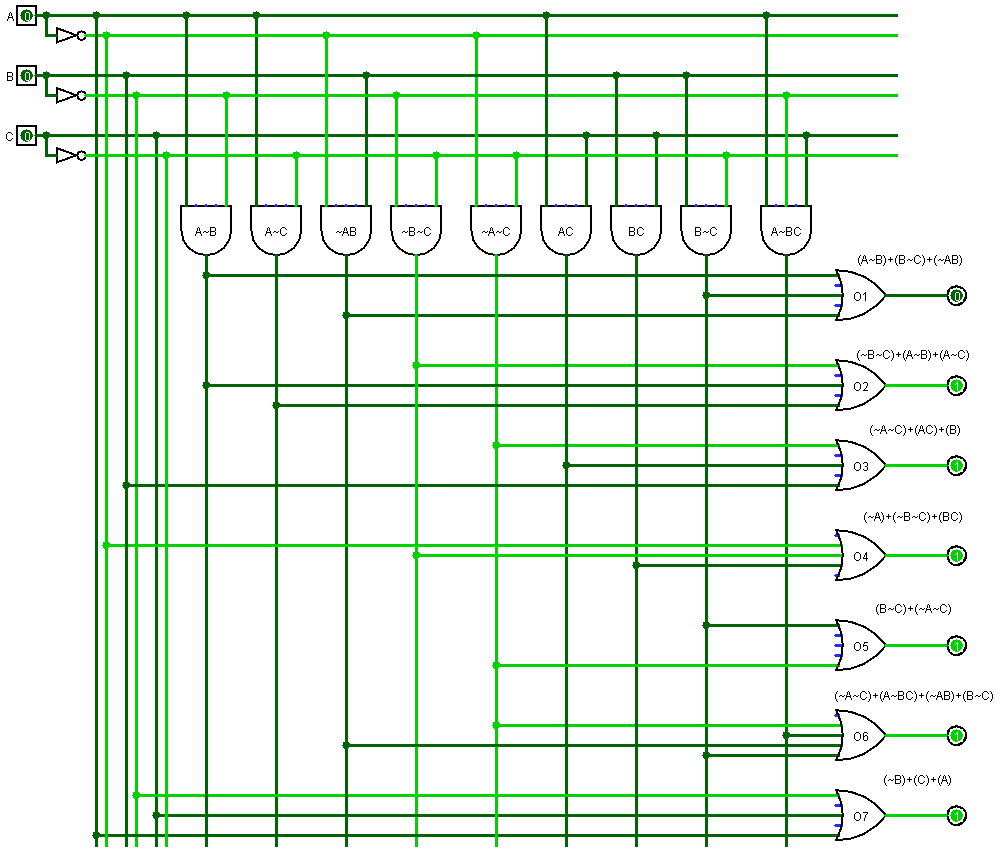 A 0
B 0
C 0
A~B A~C ~AB ~B~C ~A~C AC BC B~C A~BC
(A~B)+(B~C)+(~AB)
O1 0
(~B~C)+(A~B)+(A~C)
O2 1
(~A~C)+(AC)+(B)
O3 1
(~A)+(~B~C)+(BC)
O4 1
(B~C)+(~A~C)
O5 1
(~A~C)+(A~BC)+(~AB)+(B~C)
O6 1
(~B)+(C)+(A)
O7 1